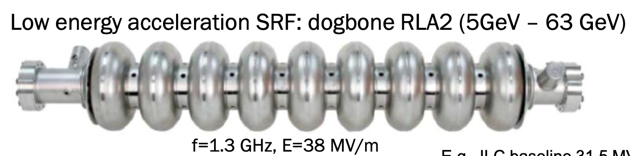 Low energy acceleration SRF: dogbone RLA2 (5GeV – 63 GeV)
f=1.3 GHz, E=38 MV/m